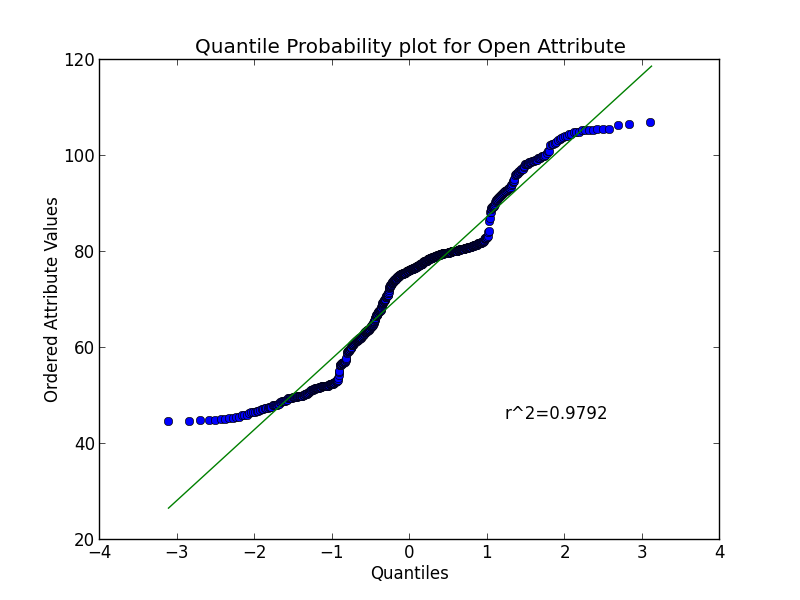 Quantile Probability plot for Open Attribute
120
100
80
60
40
20
Ordered Attribute Values
r^2=0.9792
−4 −3 −2 −1 0 1 2 3 4
Quantiles